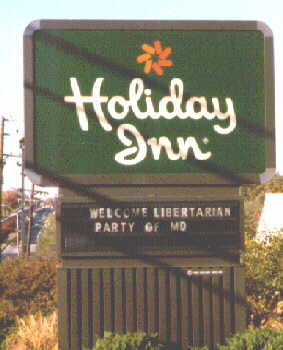 Holiday
Inn
WELCOME LIBERTARIAN
PARTY OF MD